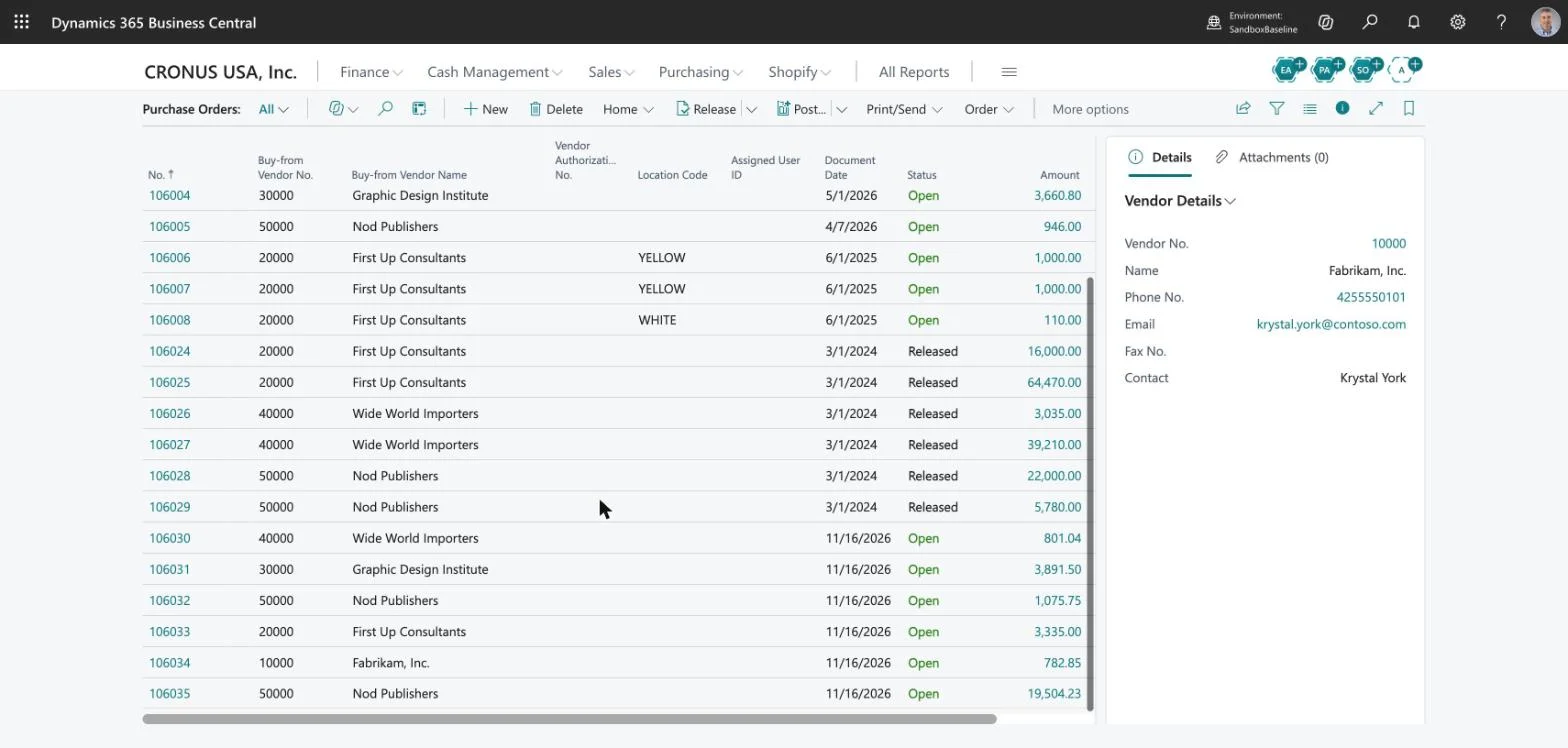 Dynamics 365 Business Central
Environment:
SandboxBaseline
CRONUS USA, Inc.
Finance
Cash Management
Sales
Purchasing
Shopify
All Reports
EA
PA
SO
A
Purchase Orders:
All
New
Delete
Home
Release
Post...
Print/Send
Order
More options
No. ↑
Buy-from
Vendor No.
Buy-from Vendor Name
Vendor
Authorizati...
No.
Location Code
Assigned User
ID
Document
Date
Status
Amount
106004 30000 Graphic Design Institute 5/1/2026 Open 3,660.80
106005 50000 Nod Publishers 4/7/2026 Open 946.00
106006 20000 First Up Consultants YELLOW 6/1/2025 Open 1,000.00
106007 20000 First Up Consultants YELLOW 6/1/2025 Open 1,000.00
106008 20000 First Up Consultants WHITE 6/1/2025 Open 110.00
106024 20000 First Up Consultants 3/1/2024 Released 16,000.00
106025 20000 First Up Consultants 3/1/2024 Released 64,470.00
106026 40000 Wide World Importers 3/1/2024 Released 3,035.00
106027 40000 Wide World Importers 3/1/2024 Released 39,210.00
106028 50000 Nod Publishers 3/1/2024 Released 22,000.00
106029 50000 Nod Publishers 3/1/2024 Released 5,780.00
106030 40000 Wide World Importers 11/16/2026 Open 801.04
106031 30000 Graphic Design Institute 11/16/2026 Open 3,891.50
106032 50000 Nod Publishers 11/16/2026 Open 1,075.75
106033 20000 First Up Consultants 11/16/2026 Open 3,335.00
106034 10000 Fabrikam, Inc. 11/16/2026 Open 782.85
106035 50000 Nod Publishers 11/16/2026 Open 19,504.23
Details
Attachments (0)
Vendor Details
Vendor No. 10000
Name Fabrikam, Inc.
Phone No. 4255550101
Email krystal.york@contoso.com
Fax No.
Contact Krystal York